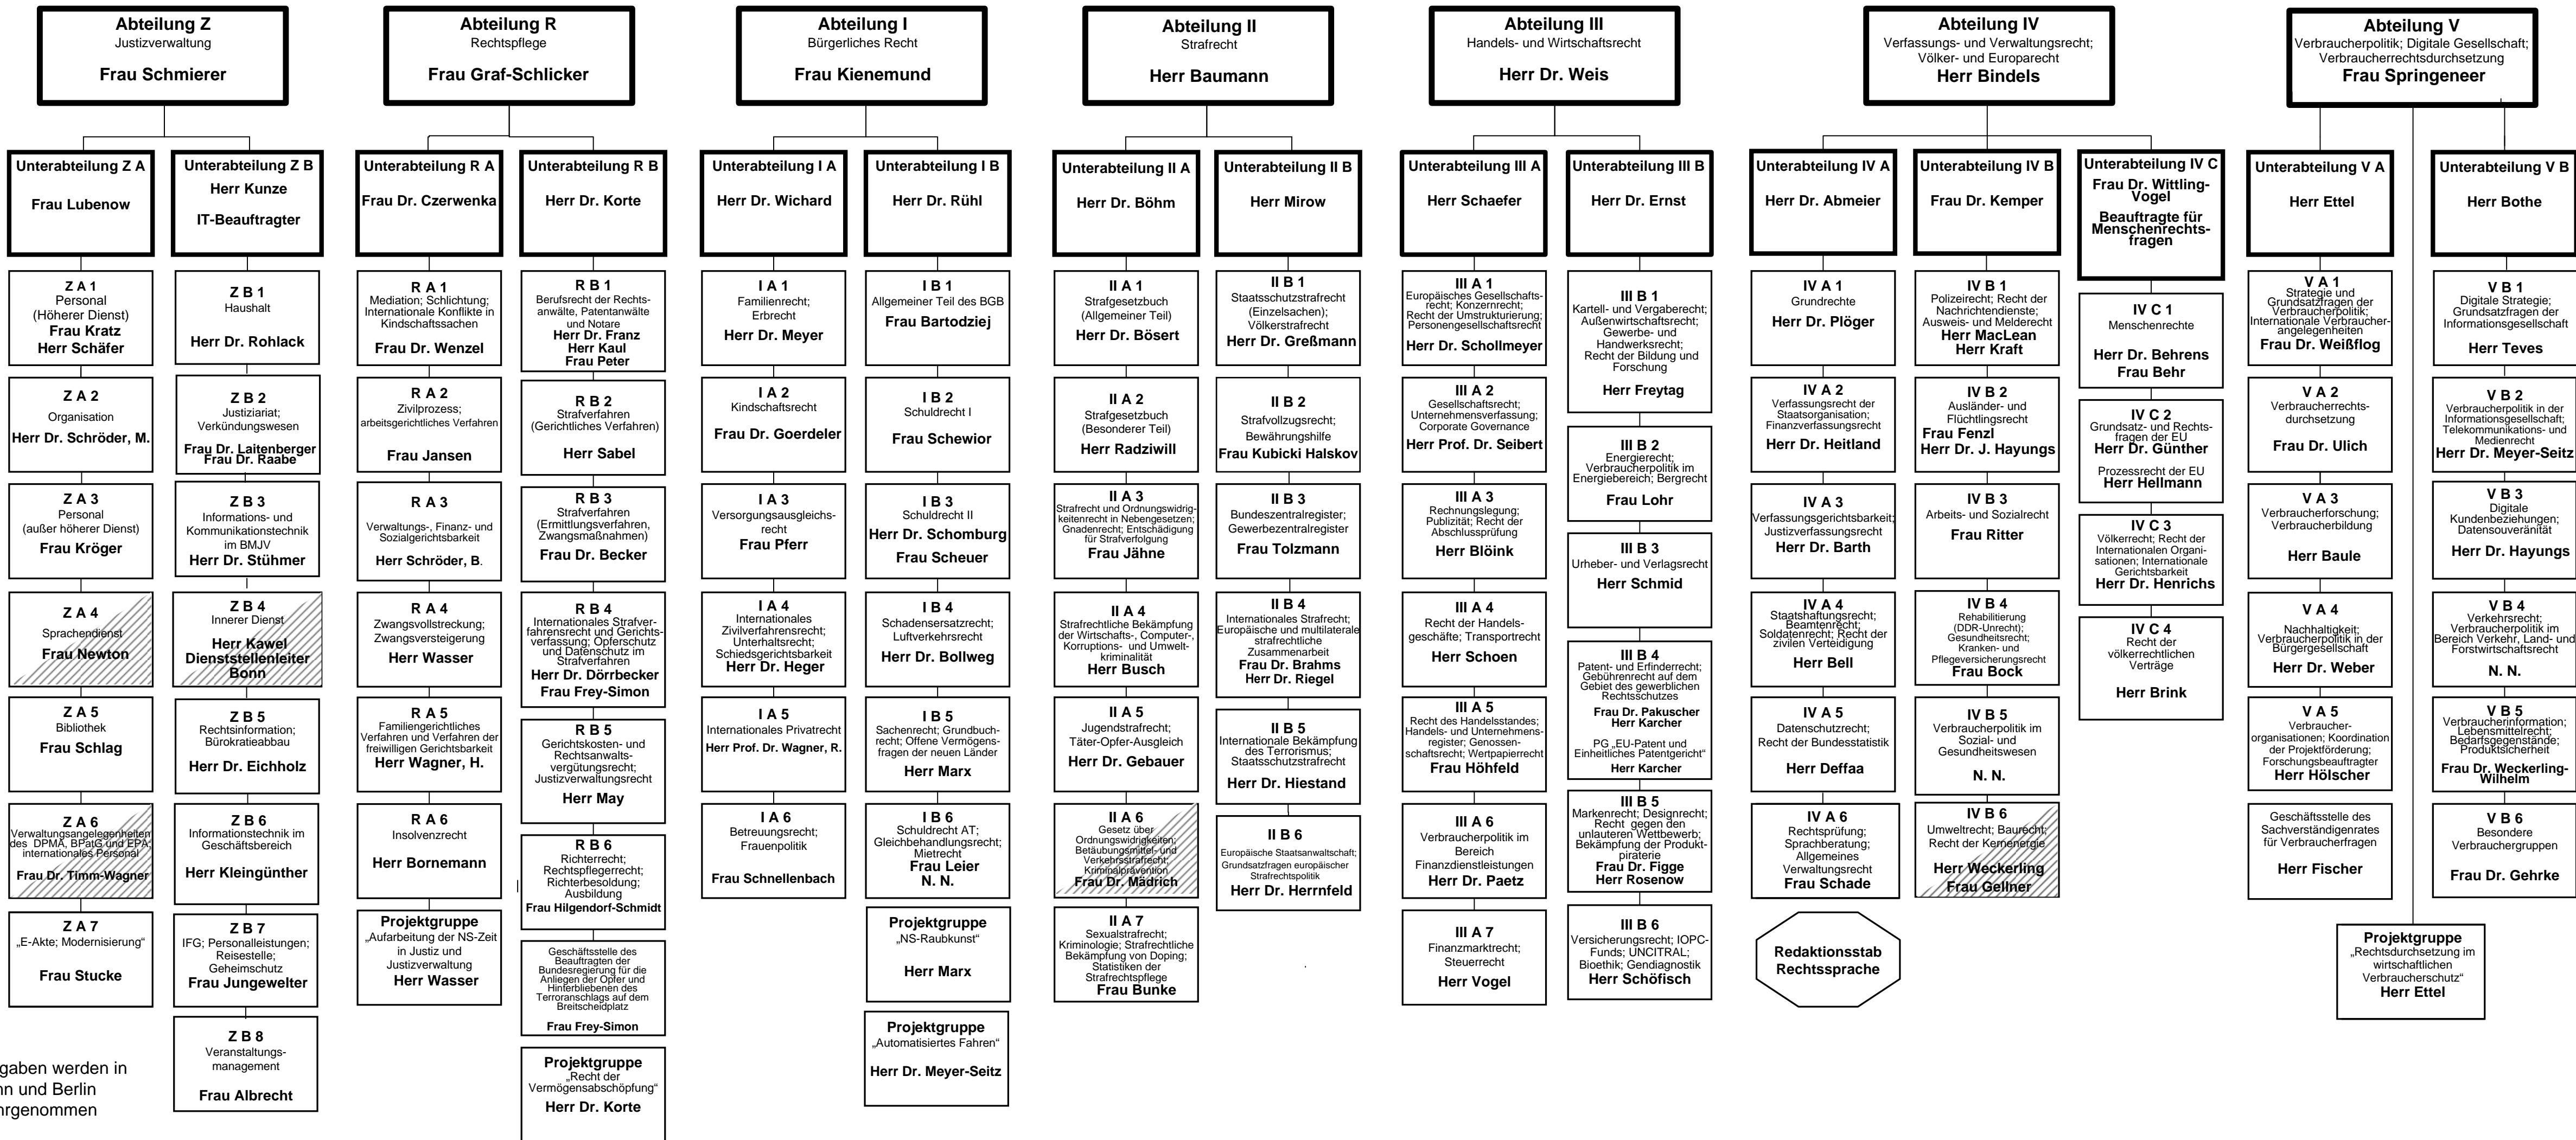 Abteilung Z
Justizverwaltung
Frau Schmierer
Unterabteilung Z A
Frau Lubenow
Z A 1
Personal
(Höherer Dienst)
Frau Kratz
Herr Schäfer
Z A 2
Organisation
Herr Dr. Schröder, M.
Z A 3
Personal
(außer höherer Dienst)
Frau Kröger
Z A 4
Sprachendienst
Frau Newton
Z A 5
Bibliothek
Frau Schlag
Z A 6
Verwaltungsangelegenheiten
des DPMA, BPatG und EPA;
internationales Personal
Frau Dr. Timm-Wagner
Z A 7
„E-Akte; Modernisierung“
Frau Stucke
gaben werden in
nn und Berlin
hrgenommen
Unterabteilung Z B
Herr Kunze
IT-Beauftragter
Z B 1
Haushalt
Herr Dr. Rohlack
Z B 2
Justiziariat;
Verkündungswesen
Frau Dr. Laitenberger
Frau Dr. Raabe
Z B 3
Informations- und
Kommunikationstechnik
im BMJV
Herr Dr. Stühmer
Z B 4
Innerer Dienst
Herr Kawel
Dienststellenleiter
Bonn
Z B 5
Rechtsinformation;
Bürokratieabbau
Herr Dr. Eichholz
Z B 6
Informationstechnik im
Geschäftsbereich
Herr Kleingünther
Z B 7
IFG; Personalleistungen;
Reisestelle;
Geheimschutz
Frau Jungewelter
Z B 8
Veranstaltungs-
management
Frau Albrecht
Abteilung R
Rechtspflege
Frau Graf-Schlicker
Unterabteilung R A
Frau Dr. Czerwenka
R A 1
Mediation; Schlichtung;
Internationale Konflikte in
Kindschaftssachen
Frau Dr. Wenzel
R A 2
Zivilprozess;
arbeitsgerichtliches Verfahren
Frau Jansen
R A 3
Verwaltungs-, Finanz- und
Sozialgerichtsbarkeit
Herr Schröder, B.
R A 4
Zwangsvollstreckung;
Zwangsversteigerung
Herr Wasser
R A 5
Familiengerichtliches
Verfahren und Verfahren der
freiwilligen Gerichtsbarkeit
Herr Wagner, H.
R A 6
Insolvenzrecht
Herr Bornemann
Projektgruppe
„Aufarbeitung der NS-Zeit
in Justiz und
Justizverwaltung
Herr Wasser
Unterabteilung R B
Herr Dr. Korte
R B 1
Berufsrecht der Rechts-
anwälte, Patentanwälte
und Notare
Herr Dr. Franz
Herr Kaul
Frau Peter
R B 2
Strafverfahren
(Gerichtliches Verfahren)
Herr Sabel
R B 3
Strafverfahren
(Ermittlungsverfahren,
Zwangsmaßnahmen)
Frau Dr. Becker
R B 4
Internationales Strafver-
fahrensrecht und Gerichts-
verfassung; Opferschutz
und Datenschutz im
Strafverfahren
Herr Dr. Dörrbecker
Frau Frey-Simon
R B 5
Gerichtskosten- und
Rechtsanwalts-
vergütungsrecht;
Justizverwaltungsrecht
Herr May
R B 6
Richterrecht;
Rechtspflegerrecht;
Richterbesoldung;
Ausbildung
Frau Hilgendorf-Schmidt
Geschäftsstelle des
Beauftragten der
Bundesregierung für die
Anliegen der Opfer und
Hinterbliebenen des
Terroranschlags auf dem
Breitscheidplatz
Frau Frey-Simon
Projektgruppe
„Recht der
Vermögensabschöpfung“
Herr Dr. Korte
Abteilung I
Bürgerliches Recht
Frau Kienemund
Unterabteilung I A
Herr Dr. Wichard
I A 1
Familienrecht;
Erbrecht
Herr Dr. Meyer
I A 2
Kindschaftsrecht
Frau Dr. Goerdeler
I A 3
Versorgungsausgleichs-
recht
Frau Pferr
I A 4
Internationales
Zivilverfahrensrecht;
Unterhaltsrecht;
Schiedsgerichtsbarkeit
Herr Dr. Heger
I A 5
Internationales Privatrecht
Herr Prof. Dr. Wagner, R.
I A 6
Betreuungsrecht;
Frauenpolitik
Frau Schnellenbach
Unterabteilung I B
Herr Dr. Rühl
I B 1
Allgemeiner Teil des BGB
Frau Bartodziej
I B 2
Schuldrecht I
Frau Schewior
I B 3
Schuldrecht II
Herr Dr. Schomburg
Frau Scheuer
I B 4
Schadensersatzrecht;
Luftverkehrsrecht
Herr Dr. Bollweg
I B 5
Sachenrecht; Grundbuch-
recht; Offene Vermögens-
fragen der neuen Länder
Herr Marx
I B 6
Schuldrecht AT;
Gleichbehandlungsrecht;
Mietrecht
Frau Leier
N. N.
Projektgruppe
„NS-Raubkunst“
Herr Marx
Projektgruppe
„Automatisiertes Fahren“
Herr Dr. Meyer-Seitz
Abteilung II
Strafrecht
Herr Baumann
Unterabteilung II A
Herr Dr. Böhm
II A 1
Strafgesetzbuch
(Allgemeiner Teil)
Herr Dr. Bösert
II A 2
Strafgesetzbuch
(Besonderer Teil)
Herr Radziwill
II A 3
Strafrecht und Ordnungswidrig-
keitenrecht in Nebengesetzen;
Gnadenrecht; Entschädigung
für Strafverfolgung
Frau Jähne
II A 4
Strafrechtliche Bekämpfung
der Wirtschafts-, Computer-,
Korruptions- und Umwelt-
kriminalität
Herr Busch
II A 5
Jugendstrafrecht;
Täter-Opfer-Ausgleich
Herr Dr. Gebauer
II A 6
Gesetz über
Ordnungswidrigkeiten;
Betäubungsmittel- und
Verkehrsstrafrecht;
Kriminalprävention
Frau Dr. Mädrich
II A 7
Sexualstrafrecht;
Kriminologie; Strafrechtliche
Bekämpfung von Doping;
Statistiken der
Strafrechtspflege
Frau Bunke
Unterabteilung II B
Herr Mirow
II B 1
Staatsschutzstrafrecht
(Einzelsachen);
Völkerstrafrecht
Herr Dr. Greßmann
II B 2
Strafvollzugsrecht;
Bewährungshilfe
Frau Kubicki Halskov
II B 3
Bundeszentralregister;
Gewerbezentralregister
Frau Tolzmann
II B 4
Internationales Strafrecht;
Europäische und multilaterale
strafrechtliche
Zusammenarbeit
Frau Dr. Brahms
Herr Dr. Riegel
II B 5
Internationale Bekämpfung
des Terrorismus;
Staatsschutzstrafrecht
Herr Dr. Hiestand
II B 6
Europäische Staatsanwaltschaft;
Grundsatzfragen europäischer
Strafrechtspolitik
Herr Dr. Herrnfeld
Abteilung III
Handels- und Wirtschaftsrecht
Herr Dr. Weis
Unterabteilung III A
Herr Schaefer
III A 1
Europäisches Gesellschafts-
recht; Konzernrecht;
Recht der Umstrukturierung;
Personengesellschaftsrecht
Herr Dr. Schollmeyer
III A 2
Gesellschaftsrecht;
Unternehmensverfassung;
Corporate Governance
Herr Prof. Dr. Seibert
III A 3
Rechnungslegung;
Publizität; Recht der
Abschlussprüfung
Herr Blöink
III A 4
Recht der Handels-
geschäfte; Transportrecht
Herr Schoen
III A 5
Recht des Handelsstandes;
Handels- und Unternehmens-
register; Genossen-
schaftsrecht; Wertpapierrecht
Frau Höhfeld
III A 6
Verbraucherpolitik im
Bereich
Finanzdienstleistungen
Herr Dr. Paetz
III A 7
Finanzmarktrecht;
Steuerrecht
Herr Vogel
Unterabteilung III B
Herr Dr. Ernst
III B 1
Kartell- und Vergaberecht;
Außenwirtschaftsrecht;
Gewerbe- und
Handwerksrecht;
Recht der Bildung und
Forschung
Herr Freytag
III B 2
Energierecht;
Verbraucherpolitik im
Energiebereich; Bergrecht
Frau Lohr
III B 3
Urheber- und Verlagsrecht
Herr Schmid
III B 4
Patent- und Erfinderrecht;
Gebührenrecht auf dem
Gebiet des gewerblichen
Rechtsschutzes
Frau Dr. Pakuscher
Herr Karcher
PG „EU-Patent und
Einheitliches Patentgericht“
Herr Karcher
III B 5
Markenrecht; Designrecht;
Recht gegen den
unlauteren Wettbewerb;
Bekämpfung der Produkt-
piraterie
Frau Dr. Figge
Herr Rosenow
III B 6
Versicherungsrecht; IOPC-
Funds; UNCITRAL;
Bioethik; Gendiagnostik
Herr Schöfisch
Abteilung IV
Verfassungs- und Verwaltungsrecht;
Völker- und Europarecht
Herr Bindels
Unterabteilung IV A
Herr Dr. Abmeier
IV A 1
Grundrechte
Herr Dr. Plöger
IV A 2
Verfassungsrecht der
Staatsorganisation;
Finanzverfassungsrecht
Herr Dr. Heitland
IV A 3
Verfassungsgerichtsbarkeit;
Justizverfassungsrecht
Herr Dr. Barth
IV A 4
Staatshaftungsrecht;
Beamtenrecht;
Soldatenrecht; Recht der
zivilen Verteidigung
Herr Bell
IV A 5
Datenschutzrecht;
Recht der Bundesstatistik
Herr Deffaa
IV A 6
Rechtsprüfung;
Sprachberatung;
Allgemeines
Verwaltungsrecht
Frau Schade
Redaktionsstab
Rechtssprache
Unterabteilung IV B
Frau Dr. Kemper
IV B 1
Polizeirecht; Recht der
Nachrichtendienste;
Ausweis- und Melderecht
Herr MacLean
Herr Kraft
IV B 2
Ausländer- und
Flüchtlingsrecht
Frau Fenzl
Herr Dr. J. Hayungs
IV B 3
Arbeits- und Sozialrecht
Frau Ritter
IV B 4
Rehabilitierung
(DDR-Unrecht);
Gesundheitsrecht;
Kranken- und
Pflegeversicherungsrecht
Frau Bock
IV B 5
Verbraucherpolitik im
Sozial- und
Gesundheitswesen
N. N.
IV B 6
Umweltrecht; Baurecht;
Recht der Kernenergie
Herr Weckerling
Frau Gellner
Unterabteilung IV C
Frau Dr. Wittling-
Vogel
Beauftragte für
Menschenrechts-
fragen
IV C 1
Menschenrechte
Herr Dr. Behrens
Frau Behr
IV C 2
Grundsatz- und Rechts-
fragen der EU
Herr Dr. Günther
Prozessrecht der EU
Herr Hellmann
IV C 3
Völkerrecht; Recht der
Internationalen Organi-
sationen; Internationale
Gerichtsbarkeit
Herr Dr. Henrichs
IV C 4
Recht der
völkerrechtlichen
Verträge
Herr Brink
Abteilung V
Verbraucherpolitik; Digitale Gesellschaft;
Verbraucherrechtsdurchsetzung
Frau Springeneer
Unterabteilung V A
Herr Ettel
V A 1
Strategie und
Grundsatzfragen der
Verbraucherpolitik;
Internationale Verbraucher-
angelegenheiten
Frau Dr. Weißflog
V A 2
Verbraucherrechts-
durchsetzung
Frau Dr. Ulich
V A 3
Verbraucherforschung;
Verbraucherbildung
Herr Baule
V A 4
Nachhaltigkeit;
Verbraucherpolitik in der
Bürgergesellschaft
Herr Dr. Weber
V A 5
Verbraucher-
organisationen; Koordination
der Projektförderung;
Forschungsbeauftragter
Herr Hölscher
Geschäftsstelle des
Sachverständigenrates
für Verbraucherfragen
Herr Fischer
Projektgruppe
„Rechtsdurchsetzung im
wirtschaftlichen
Verbraucherschutz“
Herr Ettel
Unterabteilung V B
Herr Bothe
V B 1
Digitale Strategie;
Grundsatzfragen der
Informationsgesellschaft
Herr Teves
V B 2
Verbraucherpolitik in der
Informationsgesellschaft;
Telekommunikations- und
Medienrecht
Herr Dr. Meyer-Seitz
V B 3
Digitale
Kundenbeziehungen;
Datensouveränität
Herr Dr. Hayungs
V B 4
Verkehrsrecht;
Verbraucherpolitik im
Bereich Verkehr, Land- und
Forstwirtschaftsrecht
N. N.
V B 5
Verbraucherinformation;
Lebensmittelrecht;
Bedarfsgegenstände;
Produktsicherheit
Frau Dr. Weckerling-
Wilhelm
V B 6
Besondere
Verbrauchergruppen
Frau Dr. Gehrke